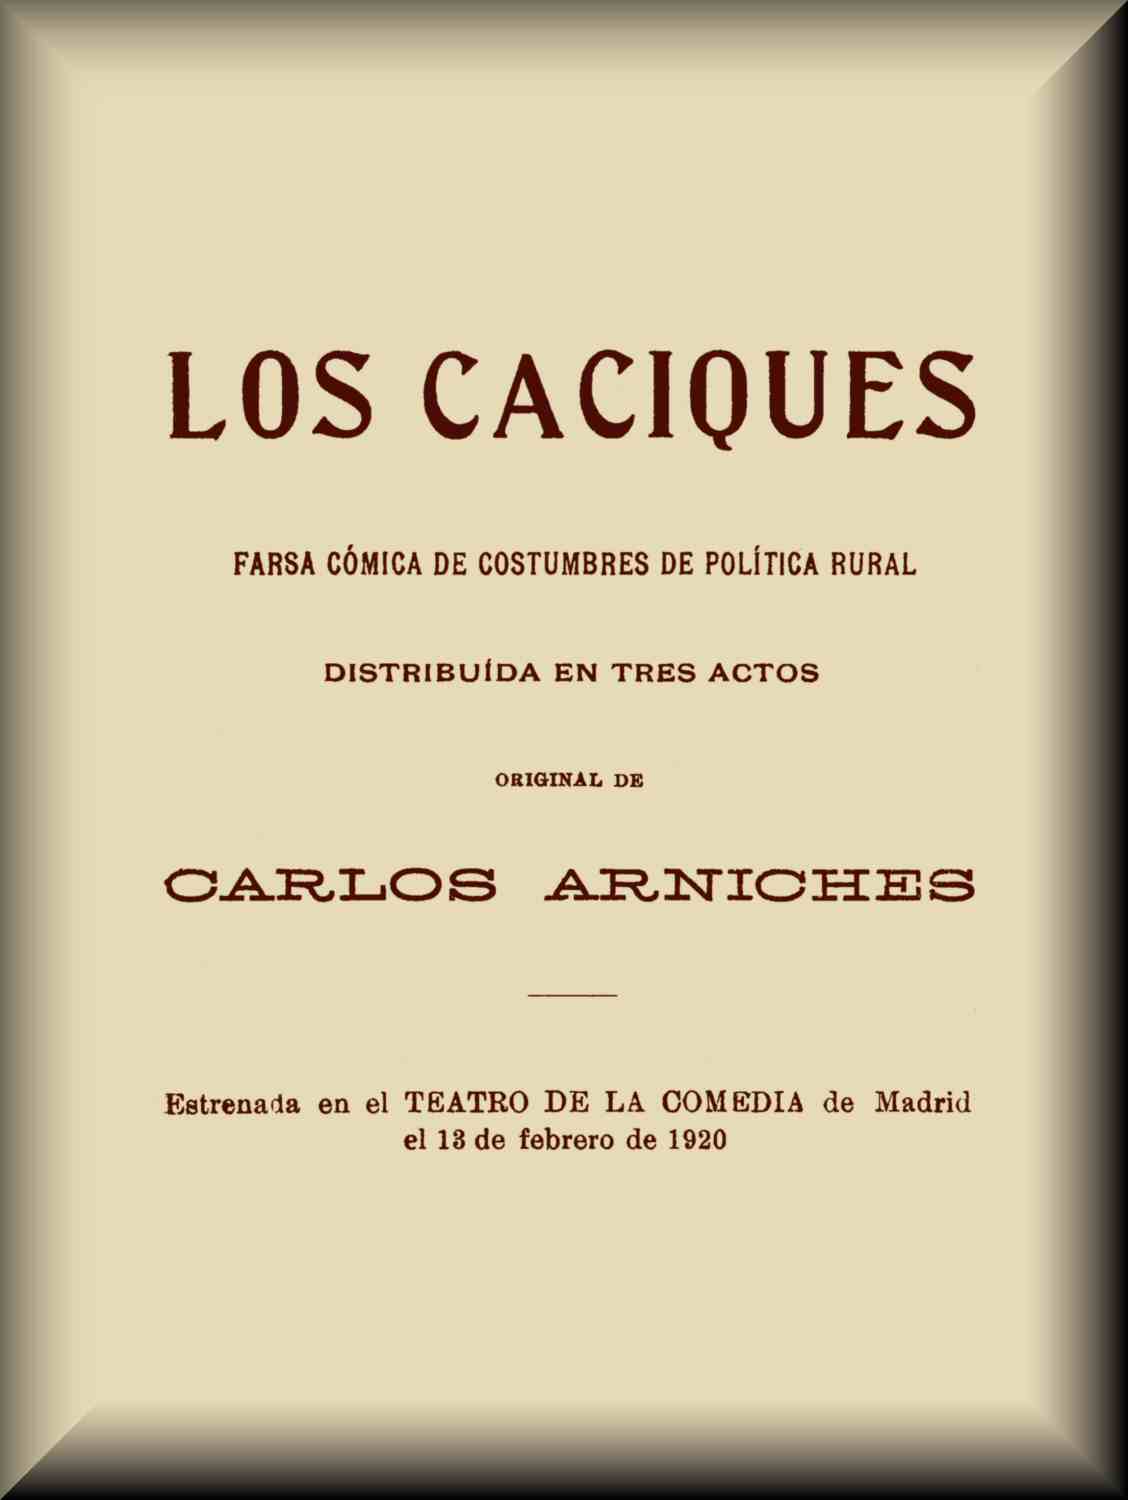 LOS CACIQUES
FARSA CÓMICA DE COSTUMBRES DE POLÍTICA RURAL
DISTRIBUÍDA EN TRES ACTOS
ORIGINAL DE
CARLOS ARNICHES
Estrenada en el TEATRO DE LA COMEDIA de Madrid
el 13 de febrero de 1920